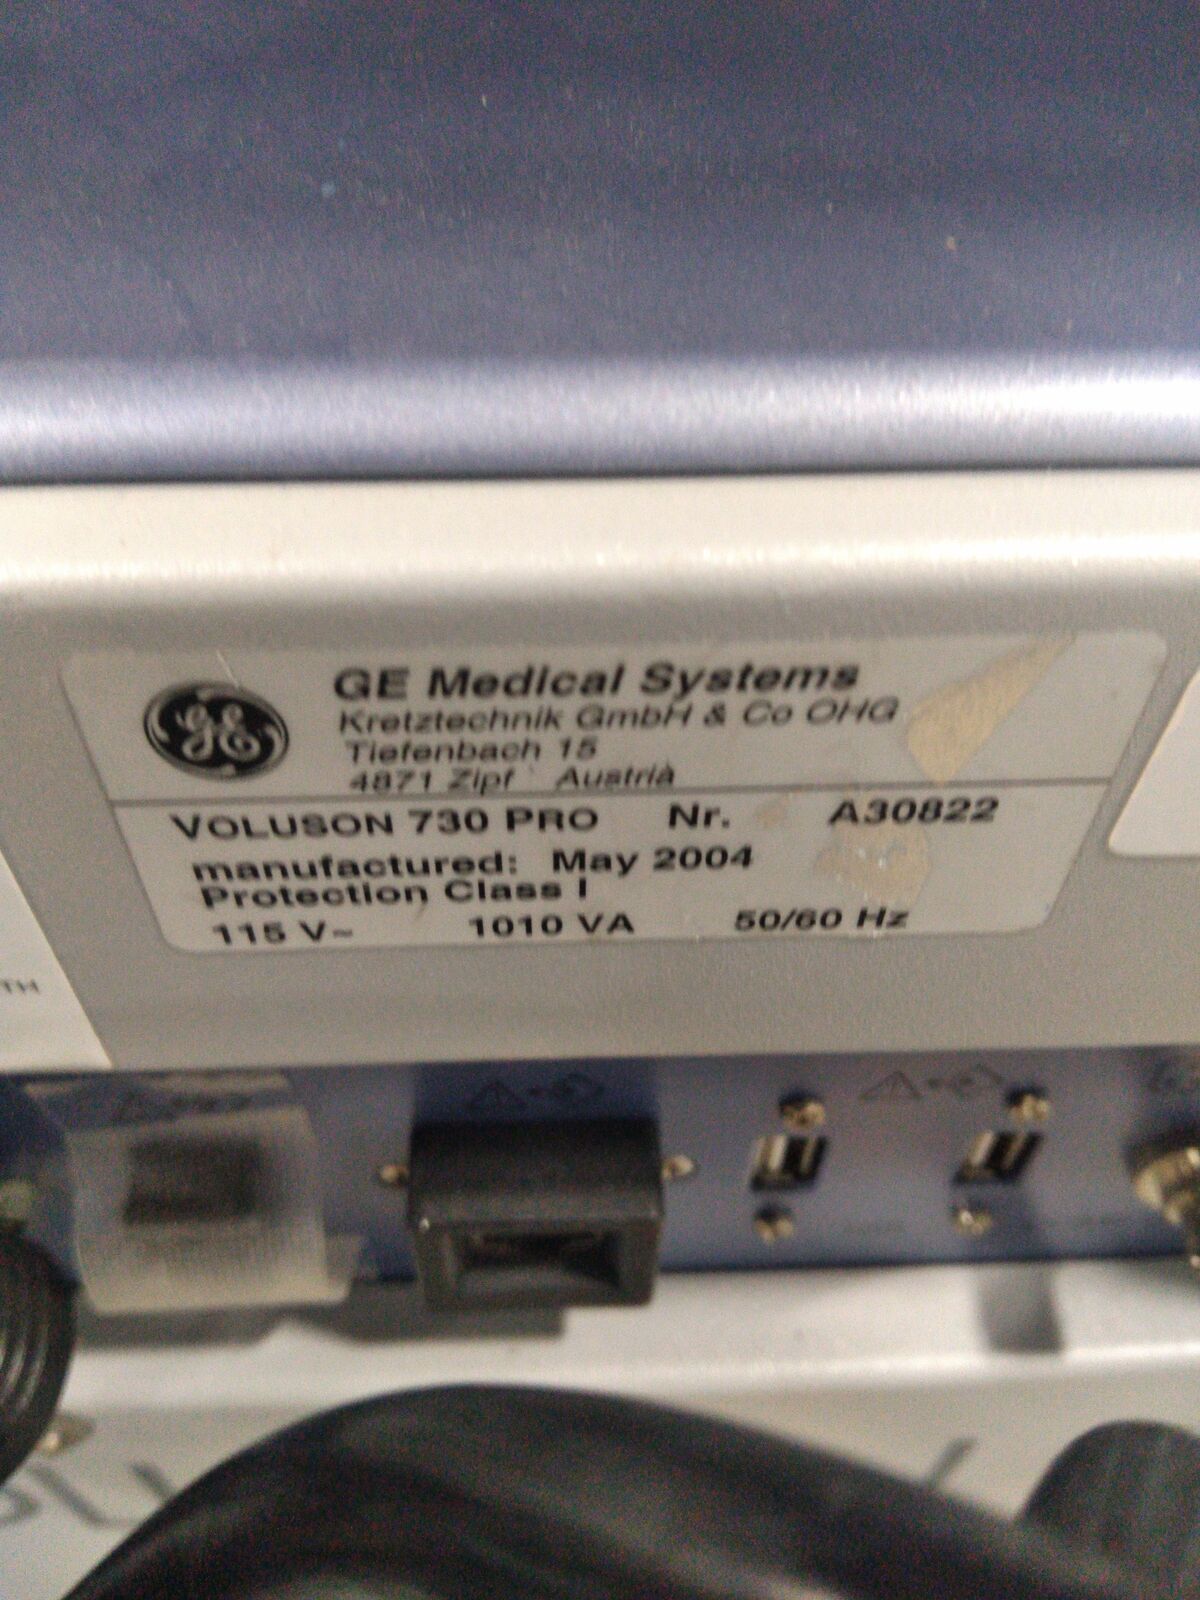 GE Medical Systems
Kretztechnik GmbH & Co OHG
Tiefenbach 15
4871 Zipf Austria
VOLUSON 730 PRO Nr. A30822
manufactured: May 2004
Protection Class I
115 V~ 1010 VA 50/60 Hz
TH